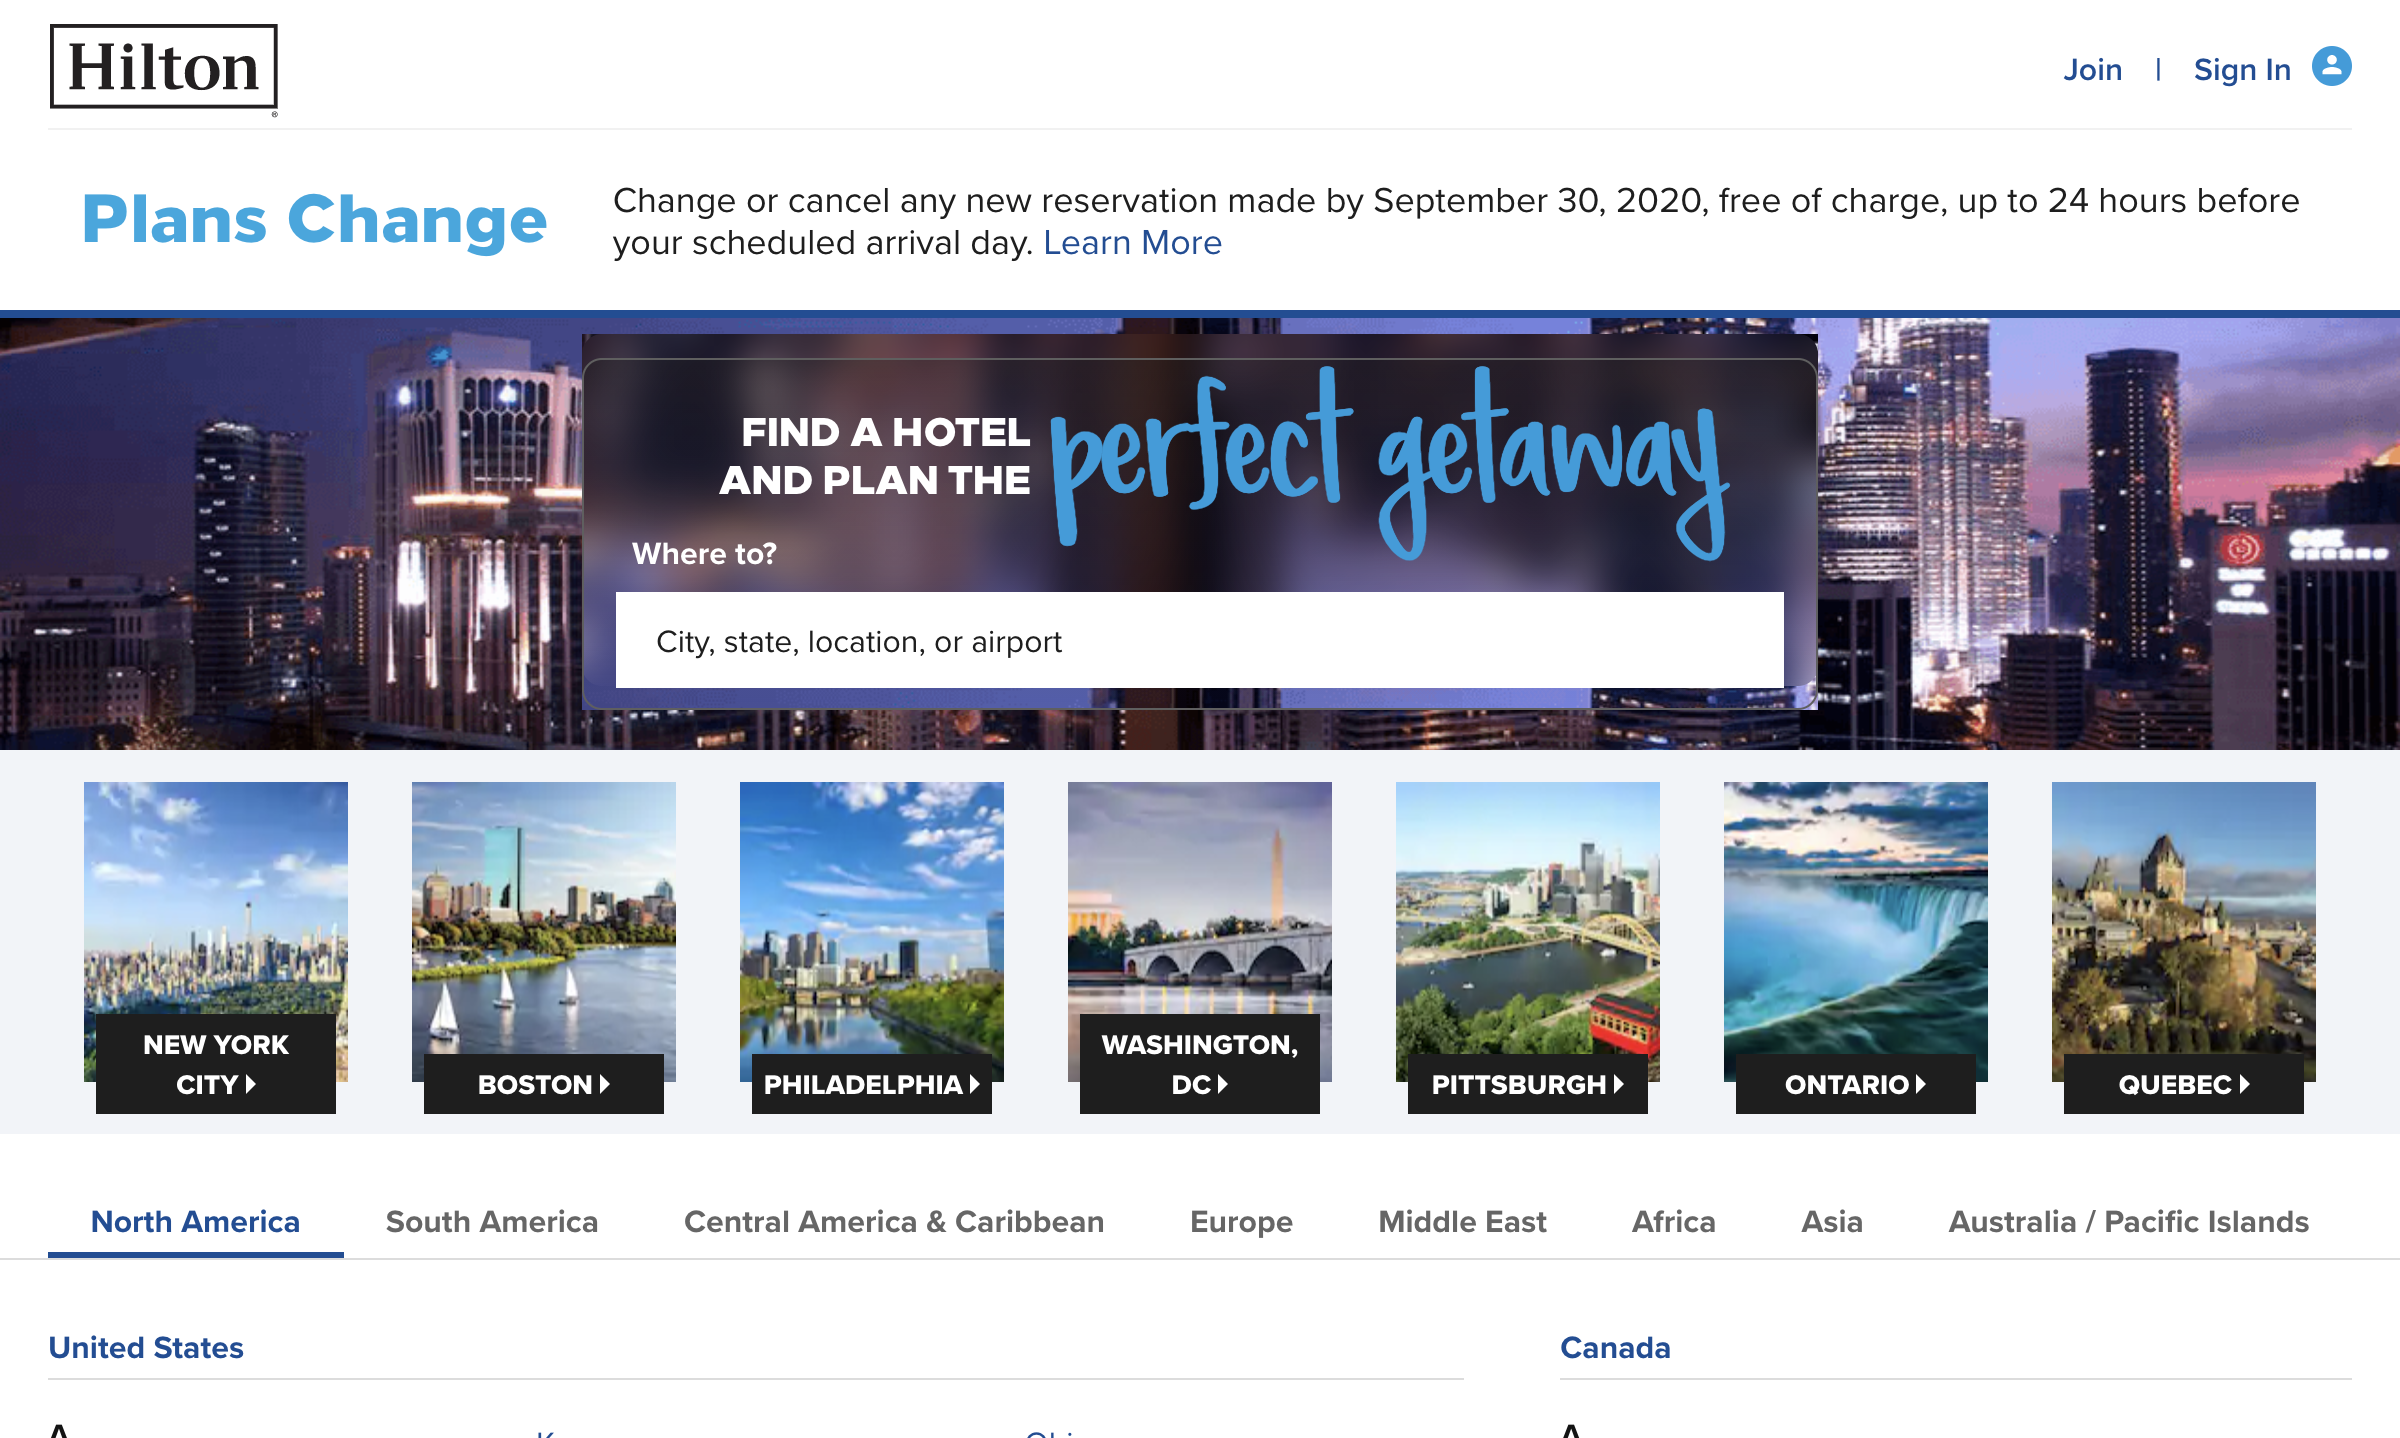 Hilton
®
Join | Sign In
Plans Change
Change or cancel any new reservation made by September 30, 2020, free of charge, up to 24 hours before
your scheduled arrival day. Learn More
FIND A HOTEL
AND PLAN THE
perfect getaway
Where to?
City, state, location, or airport
BANK
OF
CHINA
NEW YORK
CITY
BOSTON
PHILADELPHIA
WASHINGTON,
DC
PITTSBURGH
ONTARIO
QUEBEC
North America
South America
Central America & Caribbean
Europe
Middle East
Africa
Asia
Australia / Pacific Islands
United States
Canada